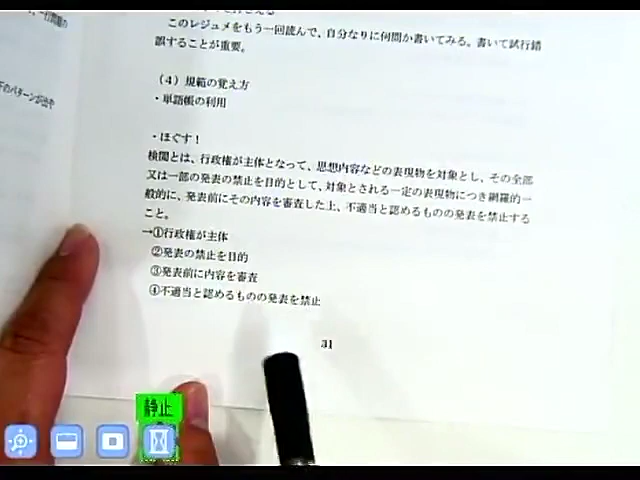 このレジュメをもう一回読んで、自分なりに何問か書いてみる。書いて試行錯
誤することが重要。
（4）規範の覚え方
・単語帳の利用
・ほぐす！
検閲とは、行政権が主体となって、思想内容などの表現物を対象とし、その全部
又は一部の発表の禁止を目的として、対象とされる一定の表現物につき網羅的一
般的に、発表前にその内容を審査した上、不適当と認めるものの発表を禁止する
こと。
→①行政権が主体
②発表の禁止を目的
③発表前に内容を審査
④不適当と認めるものの発表を禁止
31
静止